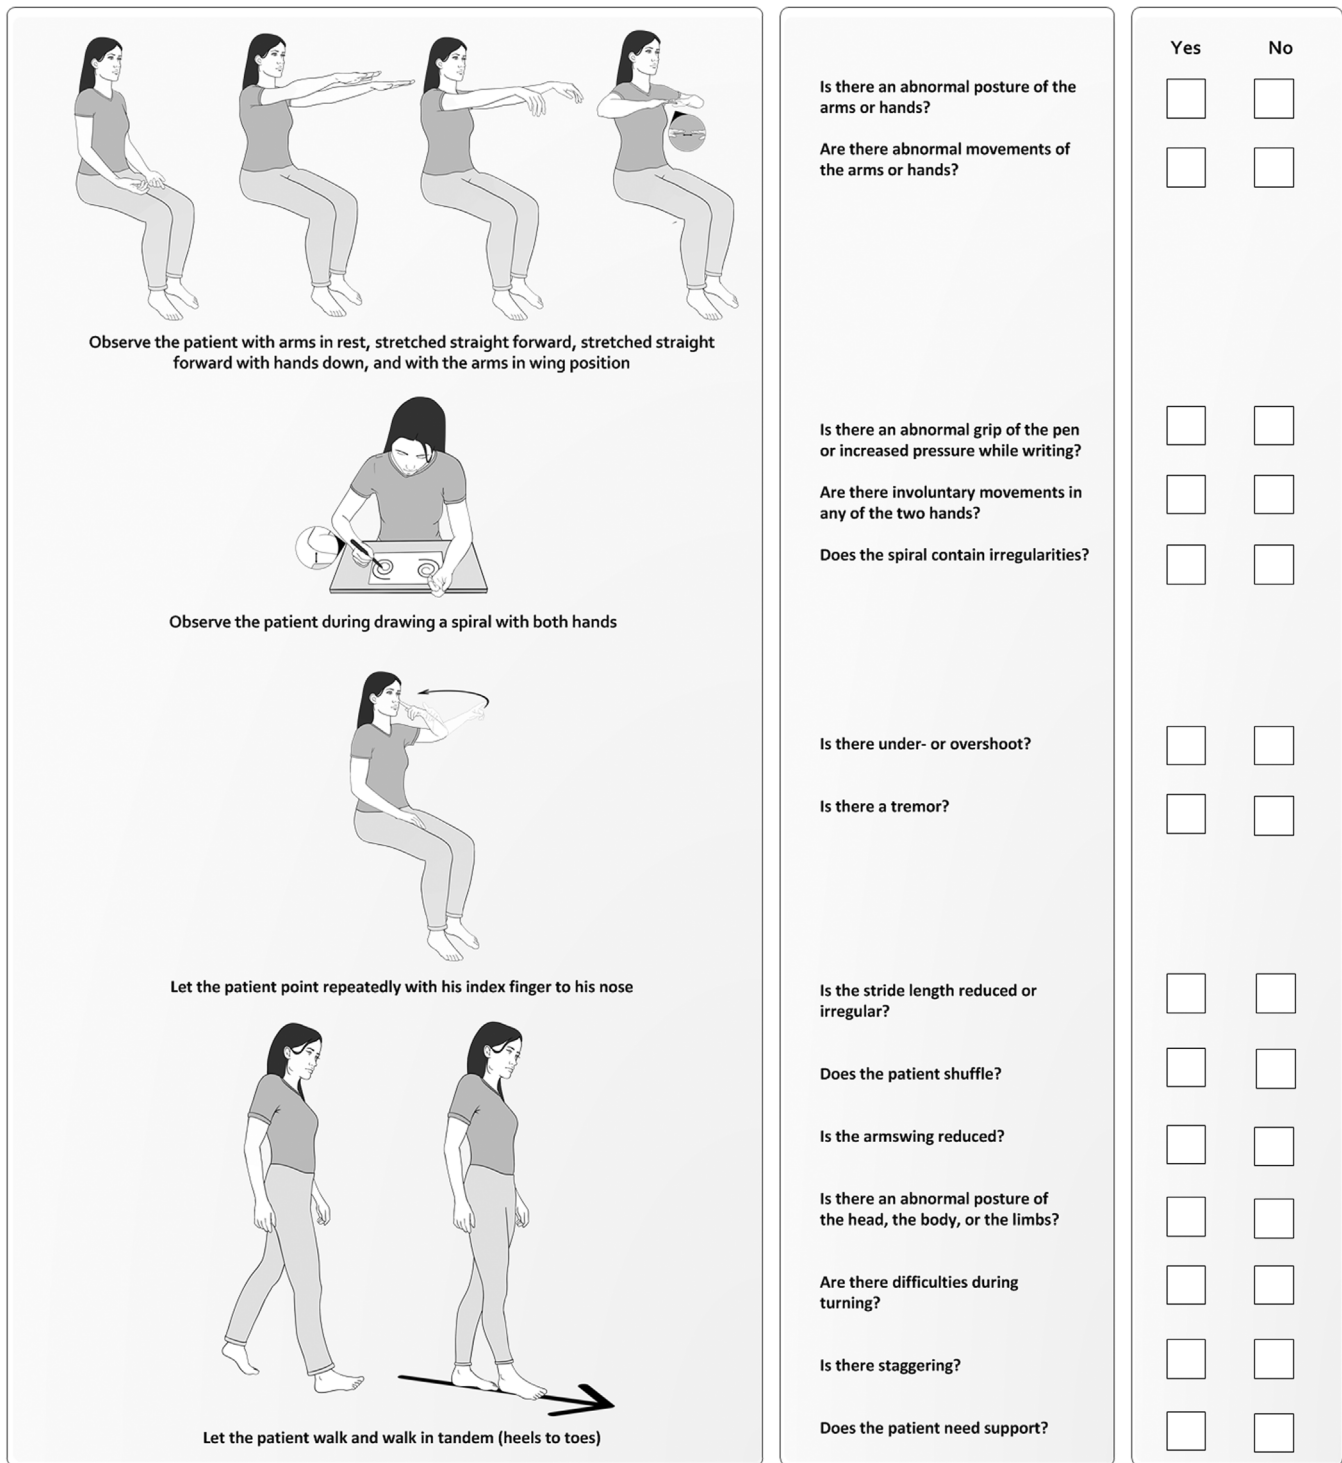 Yes No
Is there an abnormal posture of the
arms or hands?
Are there abnormal movements of
the arms or hands?
Observe the patient with arms in rest, stretched straight forward, stretched straight
forward with hands down, and with the arms in wing position
Is there an abnormal grip of the pen
or increased pressure while writing?
Are there involuntary movements in
any of the two hands?
Does the spiral contain irregularities?
Observe the patient during drawing a spiral with both hands
Is there under- or overshoot?
Is there a tremor?
Let the patient point repeatedly with his index finger to his nose
Is the stride length reduced or
irregular?
Does the patient shuffle?
Is the armswing reduced?
Is there an abnormal posture of
the head, the body, or the limbs?
Are there difficulties during
turning?
Is there staggering?
Does the patient need support?
Let the patient walk and walk in tandem (heels to toes)